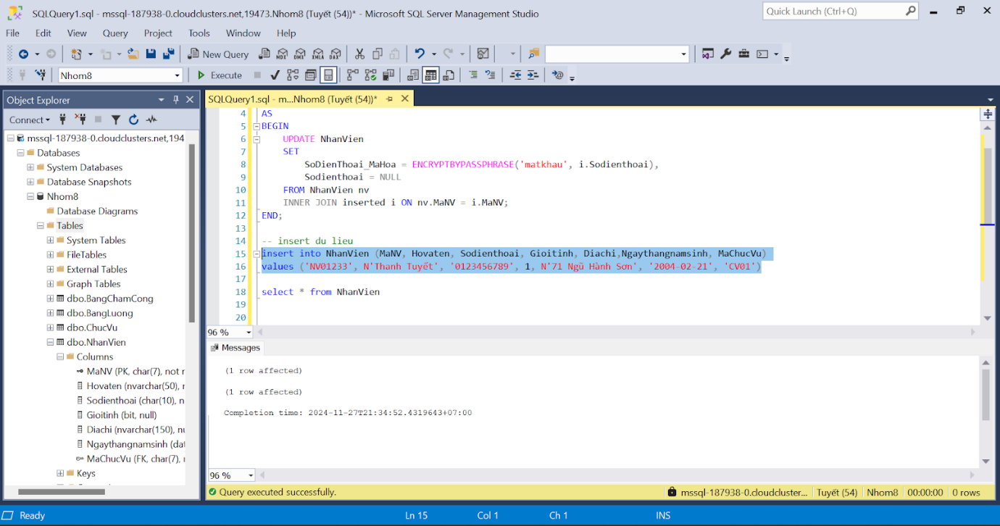 SQLQuery1.sql - mssql-187938-0.cloudclusters.net,19473.Nhom8 (Tuyết (54))* - Microsoft SQL Server Management Studio
Quick Launch (Ctrl+Q)
File Edit View Query Project Tools Window Help
New Query MDX DMX XMLA DAX
Nhom8 Execute
Object Explorer
SQLQuery1.sql - m...Nhom8 (Tuyết (54))*
Connect
mssql-187938-0.cloudclusters.net,194
Databases
System Databases
Database Snapshots
Nhom8
Database Diagrams
Tables
System Tables
FileTables
External Tables
Graph Tables
dbo.BangChamCong
dbo.BangLuong
dbo.ChucVu
dbo.NhanVien
Columns
MaNV (PK, char(7), not r
Hovaten (nvarchar(50), r
Sodienthoai (char(10), n
Gioitinh (bit, null)
Diachi (nvarchar(150), nu
Ngaythangnamsinh (dat
MaChucVu (FK, char(7), r
Keys
4 AS
5 BEGIN
6 UPDATE NhanVien
7 SET
8 SoDienThoai_MaHoa = ENCRYPTBYPASSPHRASE('matkhau', i.Sodienthoai),
9 Sodienthoai = NULL
10 FROM NhanVien nv
11 INNER JOIN inserted i ON nv.MaNV = i.MaNV;
12 END;
13
14 -- insert du lieu
15 insert into NhanVien (MaNV, Hovaten, Sodienthoai, Gioitinh, Diachi,Ngaythangnamsinh, MaChucVu)
16 values ('NV01233', N'Thanh Tuyết', '0123456789', 1, N'71 Ngũ Hành Sơn', '2004-02-21', 'CV01')
17
18 select * from NhanVien
19
20
96 %
Messages
(1 row affected)
(1 row affected)
Completion time: 2024-11-27T21:34:52.4319643+07:00
96 %
Query executed successfully. mssql-187938-0.cloudcluster... Tuyết (54) Nhom8 00:00:00 0 rows
Ready Ln 15 Col 1 Ch 1 INS